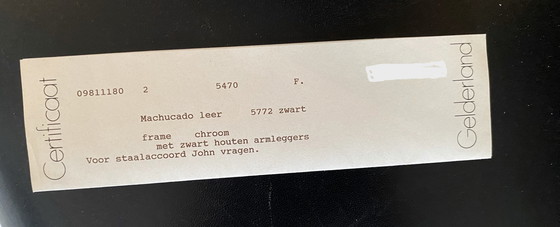 Certificaat
09811180 2 5470 F.
Machucado leer 5772 zwart
frame chroom
met zwart houten armleggers
Voor staalaccoord John vragen.
Gelderland